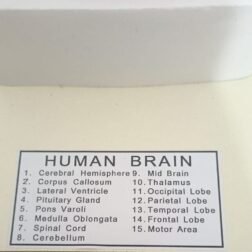 HUMAN BRAIN
1. Cerebral Hemisphere 9. Mid Brain
2. Corpus Callosum 10. Thalamus
3. Lateral Ventricle 11. Occipital Lobe
4. Pituitary Gland 12. Parietal Lobe
5. Pons Varoli 13. Temporal Lobe
6. Medulla Oblongata 14. Frontal Lobe
7. Spinal Cord 15. Motor Area
8. Cerebellum